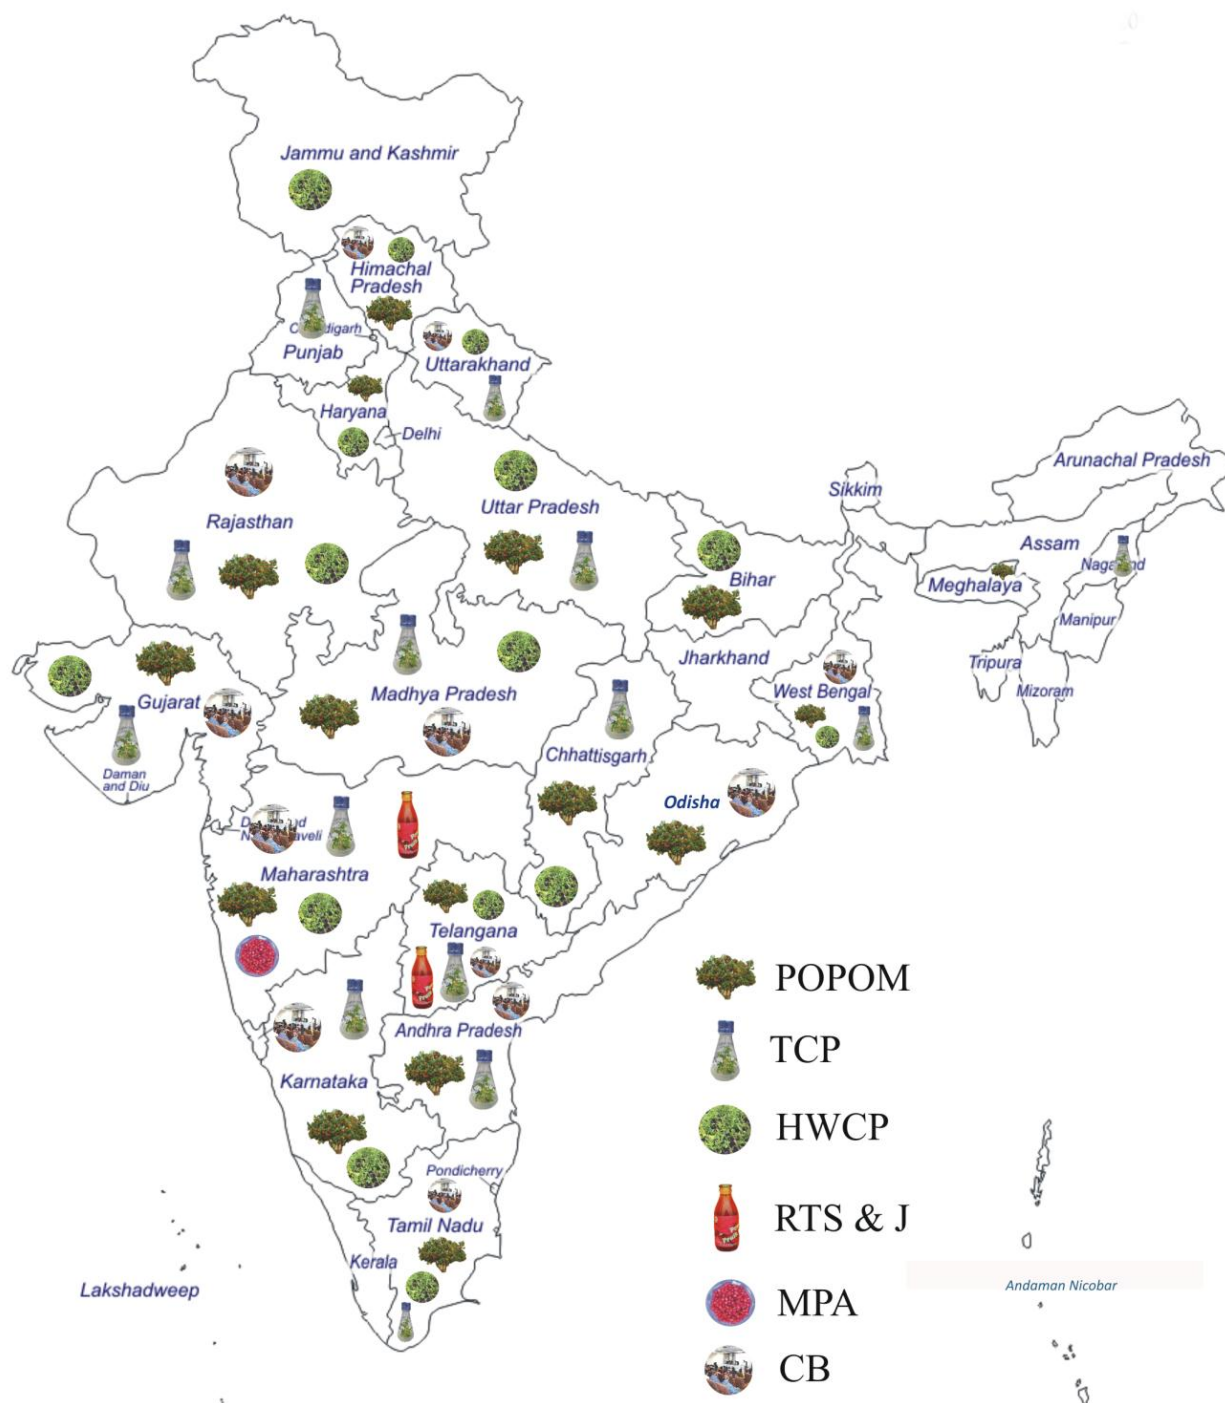 Jammu and Kashmir
Himachal
Pradesh
Punjab
Uttarakhand
Haryana
Delhi
Arunachal Pradesh
Sikkim
Uttar Pradesh
Rajasthan
Assam
Bihar
Meghalaya
Manipur
Jharkhand
Tripura
Mizoram
Madhya Pradesh
West Bengal
Gujarat
Chhattisgarh
Daman
and Diu
Odisha
Maharashtra
Telangana
Andhra Pradesh
Karnataka
Pondicherry
Tamil Nadu
Kerala
Lakshadweep
Andaman Nicobar
POPOM
TCP
HWCP
RTS & J
MPA
CB